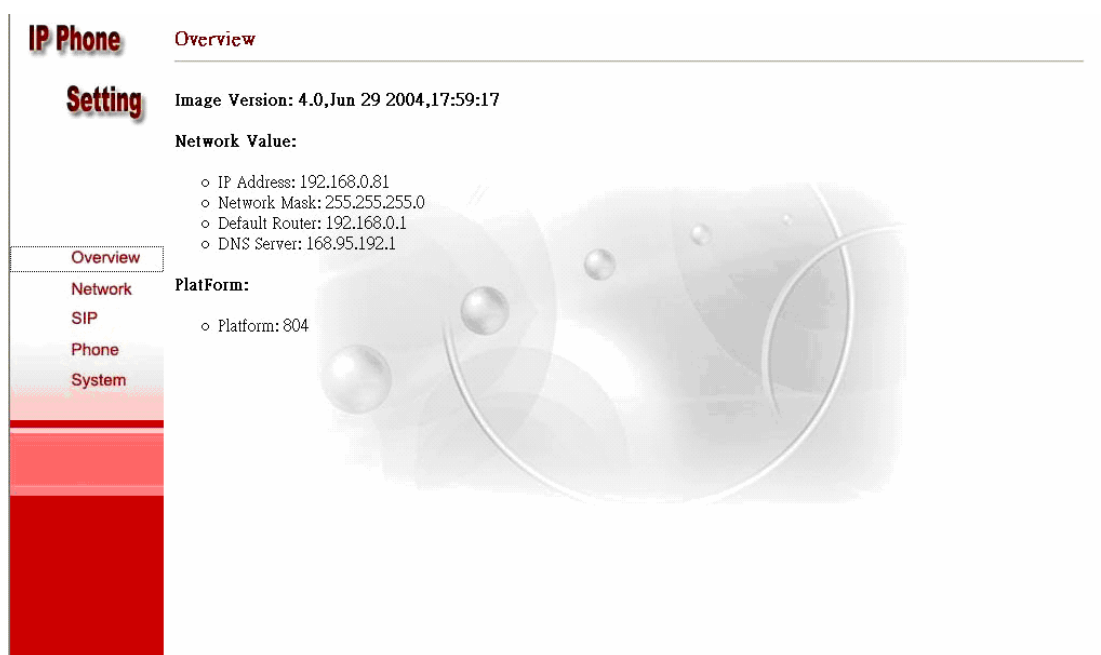 IP Phone
Setting
Overview
Network
SIP
Phone
System
Overview
Image Version: 4.0,Jun 29 2004,17:59:17
Network Value:
IP Address: 192.168.0.81
Network Mask: 255.255.255.0
Default Router: 192.168.0.1
DNS Server: 168.95.192.1
PlatForm:
Platform: 804